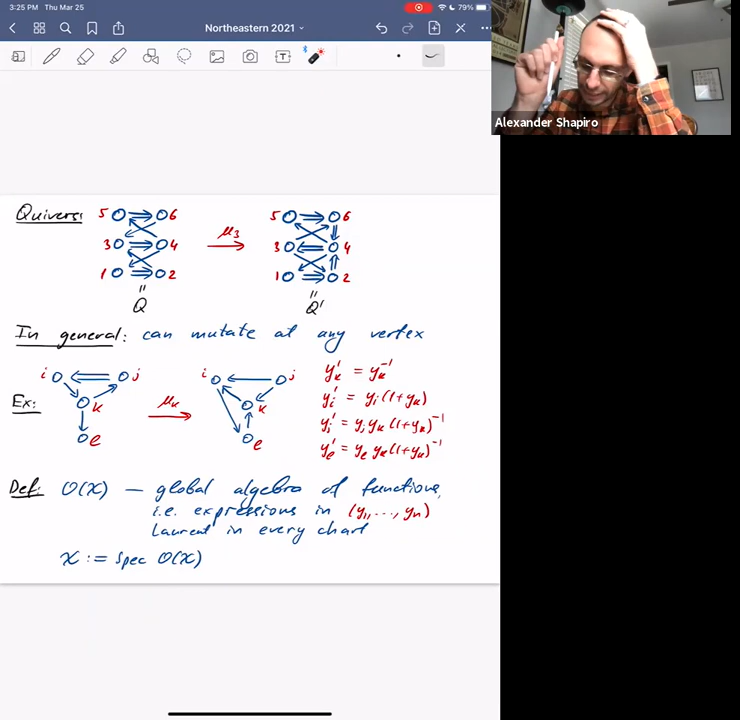 3:25 PM Thu Mar 25
79%
Northeastern 2021
Alexander Shapiro
Quivers:
5 6 5 6
3 4 μ₃ 3 4
1 2 1 2
" "
Q Q'
In general: can mutate at any vertex
i j i j y'ₖ = yₖ⁻¹
Ex: k μₖ k y'ᵢ = yᵢ(1+yₖ)
y'ⱼ = yⱼ yₖ (1+yₖ)⁻¹
l l y'ₗ = yₗ yₖ (1+yₖ)⁻¹
Def: O(X) — global algebra of functions,
i.e. expressions in (y₁, ..., yₙ)
Laurent in every chart
X := Spec O(X)